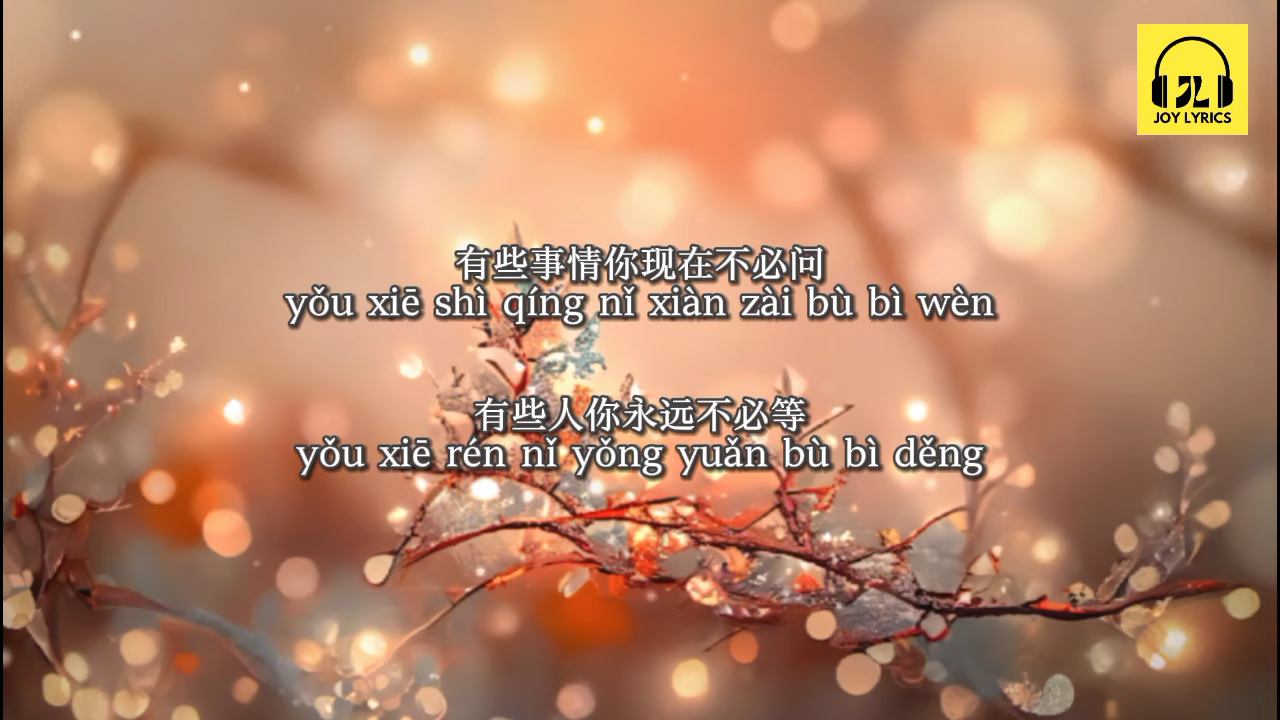 JOY LYRICS
有些事情你现在不必问
yǒu xiē shì qíng nǐ xiàn zài bù bì wèn
有些人你永远不必等
yǒu xiē rén nǐ yǒng yuǎn bù bì děng